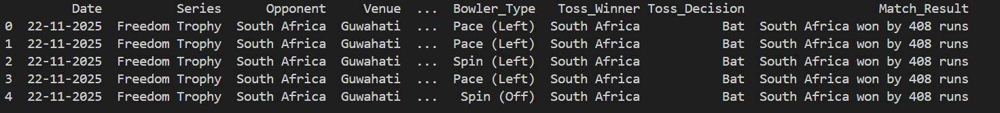 Date Series Opponent Venue ... Bowler_Type Toss_Winner Toss_Decision Match_Result
0 22-11-2025 Freedom Trophy South Africa Guwahati ... Pace (Left) South Africa Bat South Africa won by 408 runs
1 22-11-2025 Freedom Trophy South Africa Guwahati ... Pace (Left) South Africa Bat South Africa won by 408 runs
2 22-11-2025 Freedom Trophy South Africa Guwahati ... Spin (Left) South Africa Bat South Africa won by 408 runs
3 22-11-2025 Freedom Trophy South Africa Guwahati ... Pace (Left) South Africa Bat South Africa won by 408 runs
4 22-11-2025 Freedom Trophy South Africa Guwahati ... Spin (Off) South Africa Bat South Africa won by 408 runs